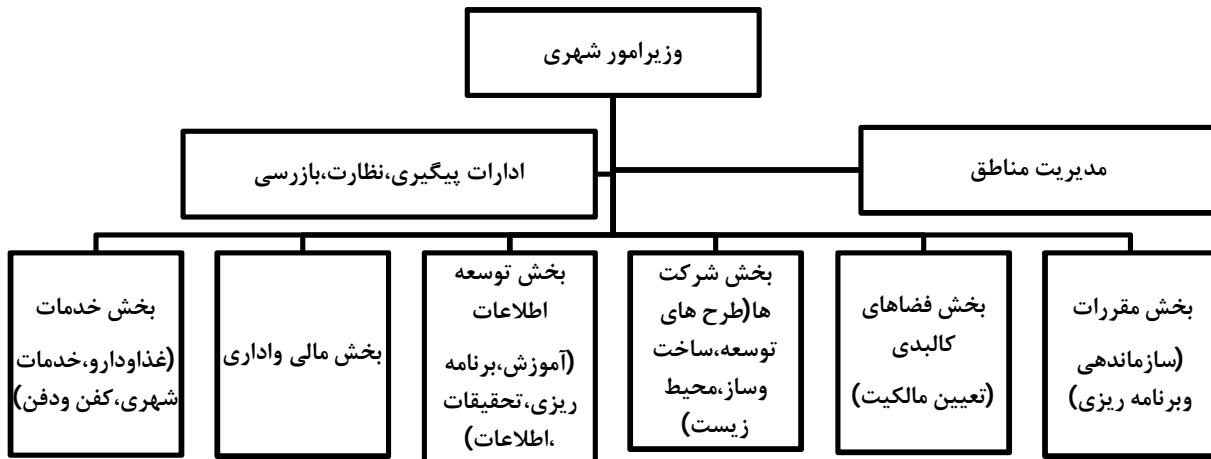 وزیرامور شهری
مدیریت مناطق
ادارات پیگیری،نظارت،بازرسی
بخش مقررات
(سازماندهی
وبرنامه ریزی)
بخش فضاهای
کالبدی
(تعیین مالکیت)
بخش شرکت
ها(طرح های
توسعه،ساخت
وساز،محیط
زیست)
بخش توسعه
اطلاعات
(آموزش،برنامه
ریزی،تحقیقات
،اطلاعات)
بخش مالی واداری
بخش خدمات
(غذاودارو،خدمات
شهری،کفن ودفن)